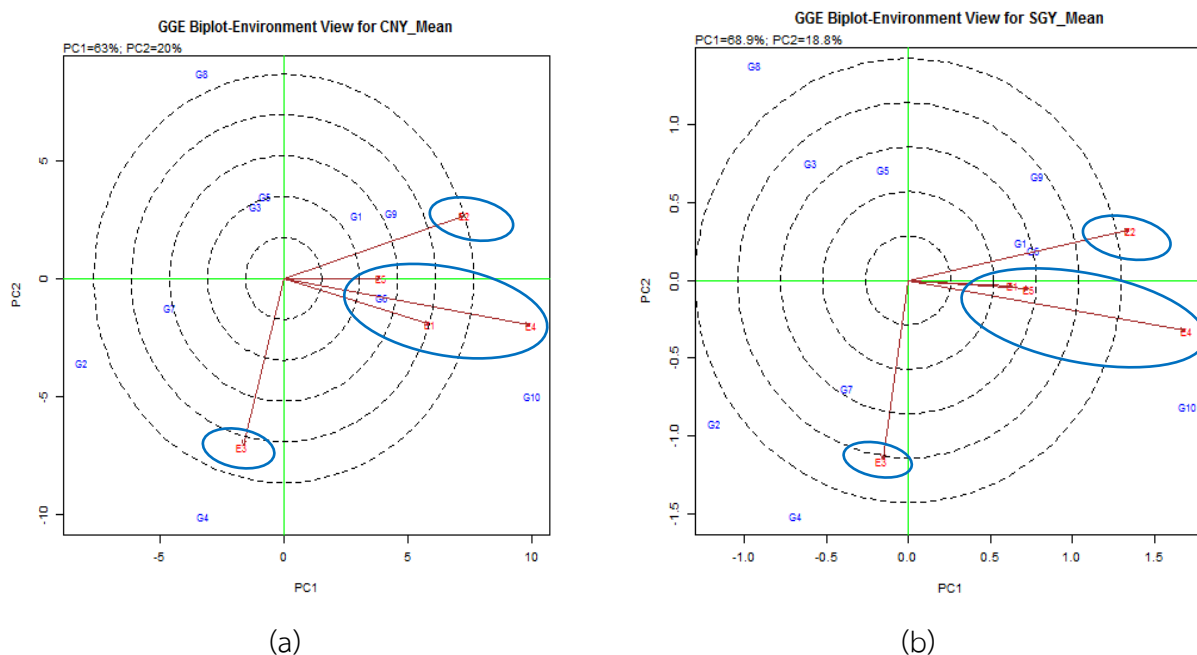 GGE Biplot-Environment View for CNY_Mean
PC1=63%; PC2=20%
G8
G5
G3
G1
G9
E2
E5
G6
G7
E1
E4
G2
G10
E3
G4
5
0
-5
-10
PC2
-5
0
5
10
PC1
(a)
GGE Biplot-Environment View for SGY_Mean
PC1=68.9%; PC2=18.8%
G8
G3
G5
G9
E2
G1
G6
E1
E5
E4
G7
G10
G2
E3
G4
1.0
0.5
0.0
-0.5
-1.0
-1.5
PC2
-1.0
-0.5
0.0
0.5
1.0
1.5
PC1
(b)